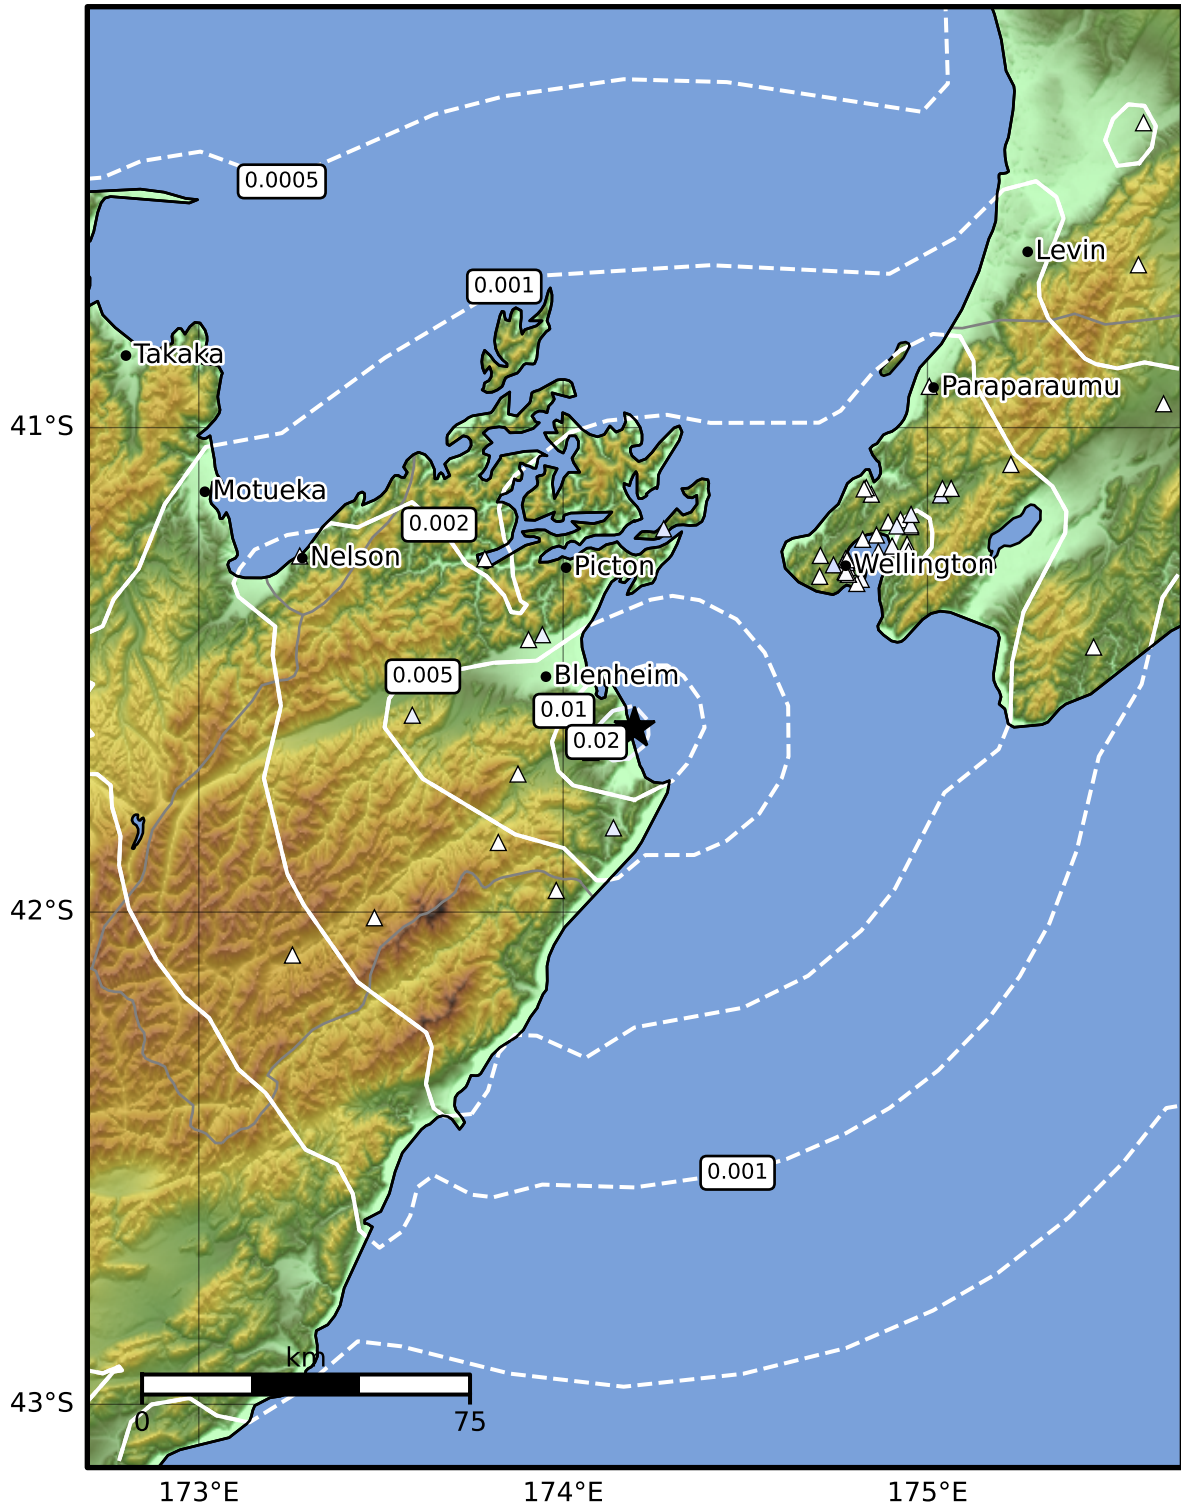 0.0005
Levin
0.001
Takaka
Paraparaumu
41°S
Motueka
0.002
Nelson
Picton
Wellington
0.005
Blenheim
0.01
0.02
42°S
0.001
km
43°S
0
75
173°E
174°E
175°E